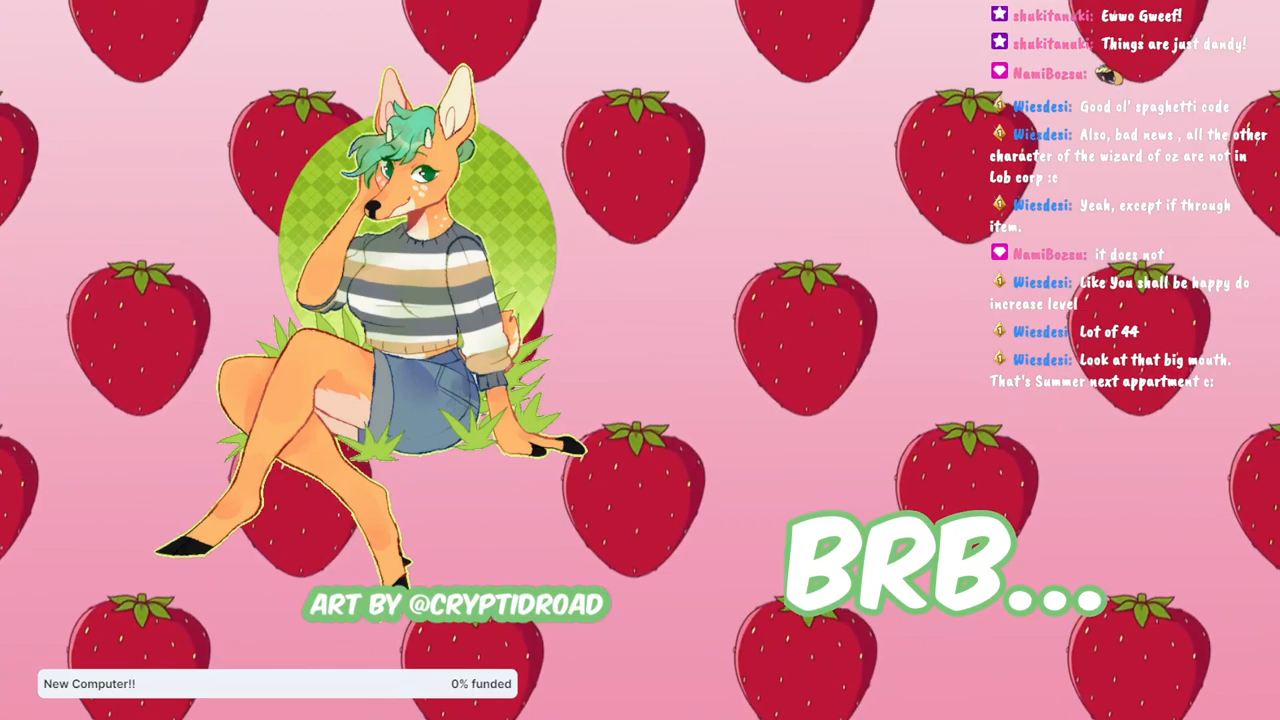 shukitanuki: Ewwo Gweef!
shukitanuki: Things are just dandy!
NamiBozsu:
Wiesdesi: Good ol' spaghetti code
Wiesdesi: Also, bad news , all the other
character of the wizard of oz are not in
Lob corp :c
Wiesdesi: Yeah, except if through
item.
NamiBozsu: it does not
Wiesdesi: Like You shall be happy do
increase level
Wiesdesi: Lot of 44
Wiesdesi: Look at that big mouth.
That's Summer next appartment c:
BRB...
ART BY @CRYPTIDROAD
New Computer!! 0% funded